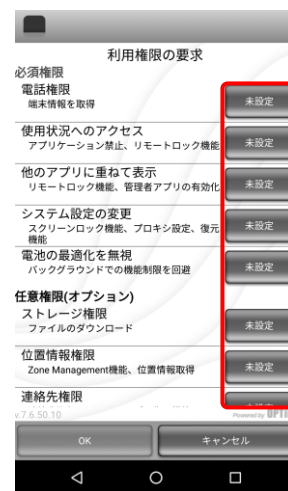 利用権限の要求
必須権限
電話権限
端末情報を取得
未設定
使用状況へのアクセス
アプリケーション禁止、リモートロック機能
未設定
他のアプリに重ねて表示
リモートロック機能、管理者アプリの有効化
未設定
システム設定の変更
スクリーンロック機能、プロキシ設定、復元
機能
未設定
電池の最適化を無視
バックグラウンドでの機能制限を回避
未設定
任意権限(オプション)
ストレージ権限
ファイルのダウンロード
未設定
位置情報権限
Zone Management機能、位置情報取得
未設定
連絡先権限
未設定
v.7.6.50.10
Powered by OPTi
OK
キャンセル